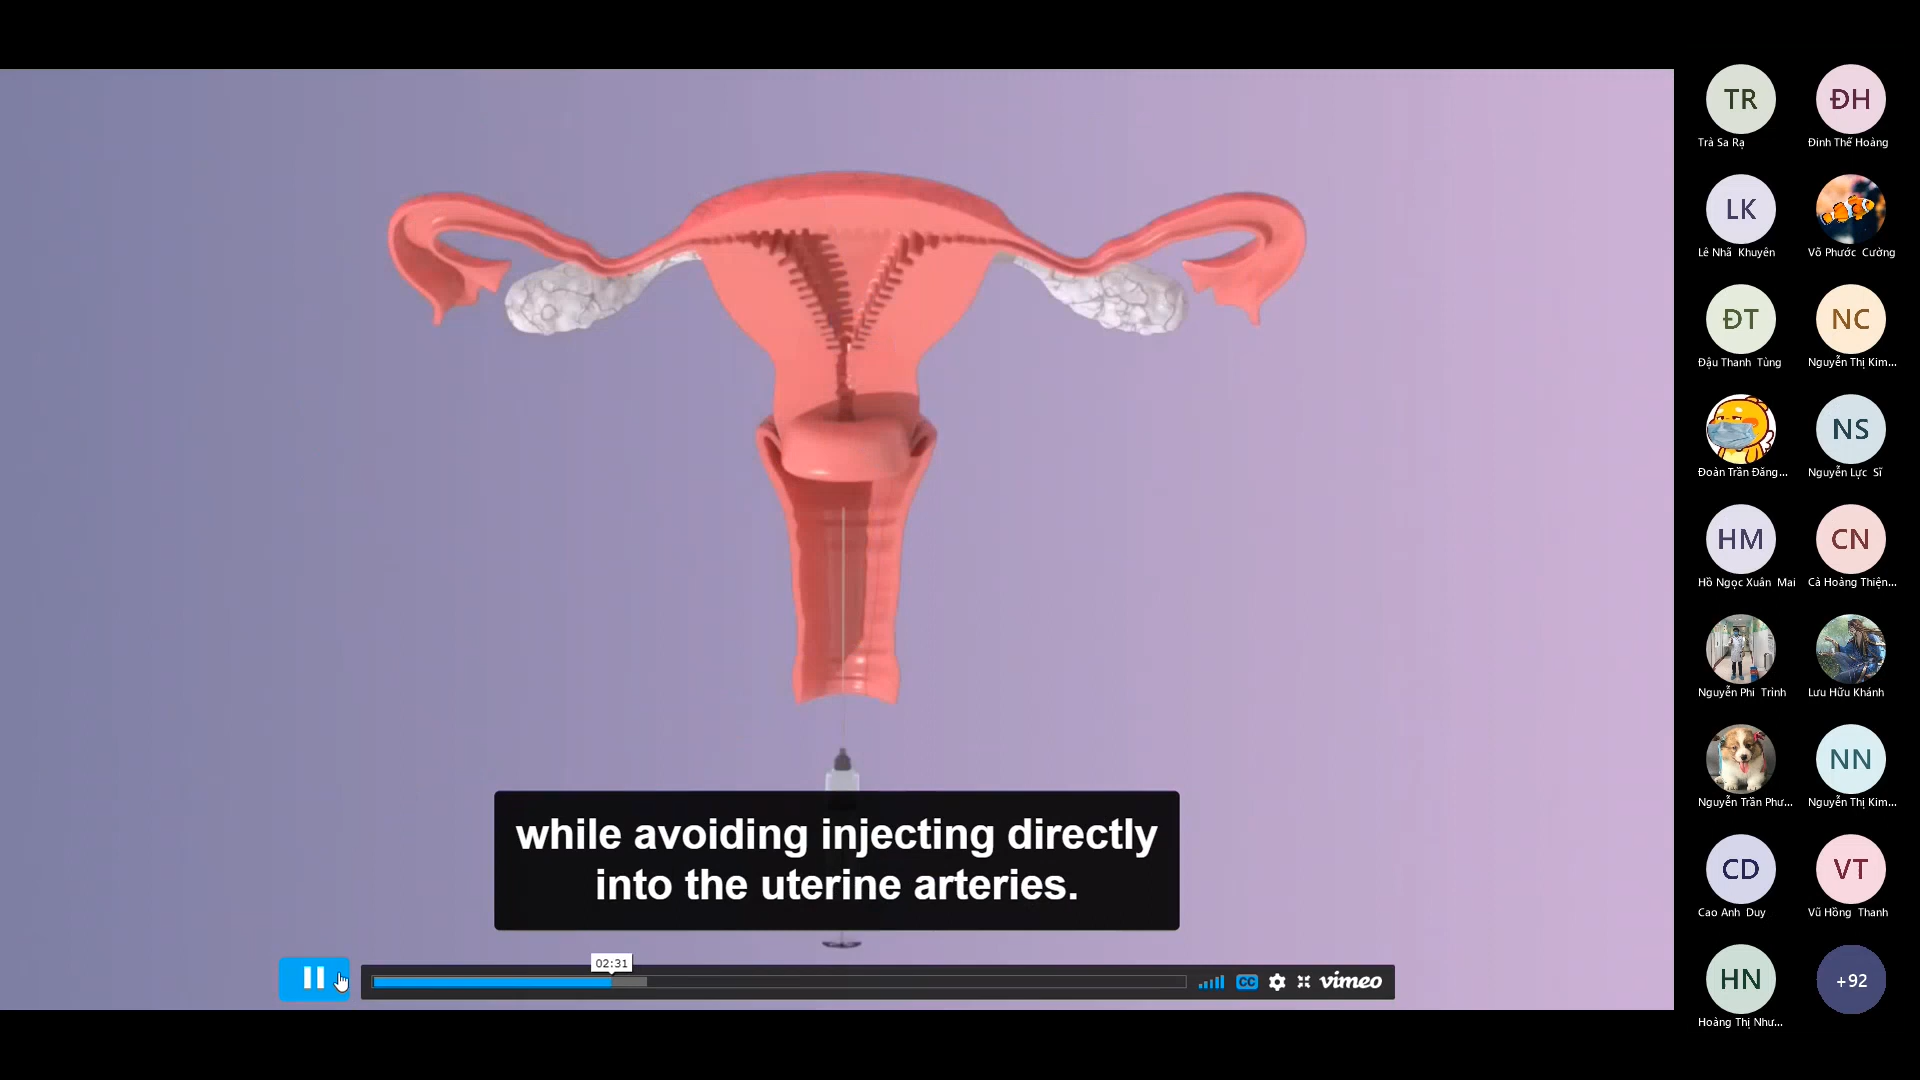 TR
ĐH
Trà Sa Rạ
Đinh Thế Hoàng
LK
Lê Nhã Khuyên
Võ Phước Cường
ĐT
NC
Đậu Thanh Tùng
Nguyễn Thị Kim...
NS
Đoàn Trần Đăng...
Nguyễn Lực Sĩ
HM
CN
Hồ Ngọc Xuân Mai
Cà Hoàng Thiện...
Nguyễn Phi Trinh
Lưu Hữu Khánh
NN
Nguyễn Trần Phư...
Nguyễn Thị Kim...
while avoiding injecting directly
into the uterine arteries.
CD
VT
Cao Anh Duy
Vũ Hồng Thanh
02:31
CC
vimeo
HN
+92
Hoàng Thị Như...